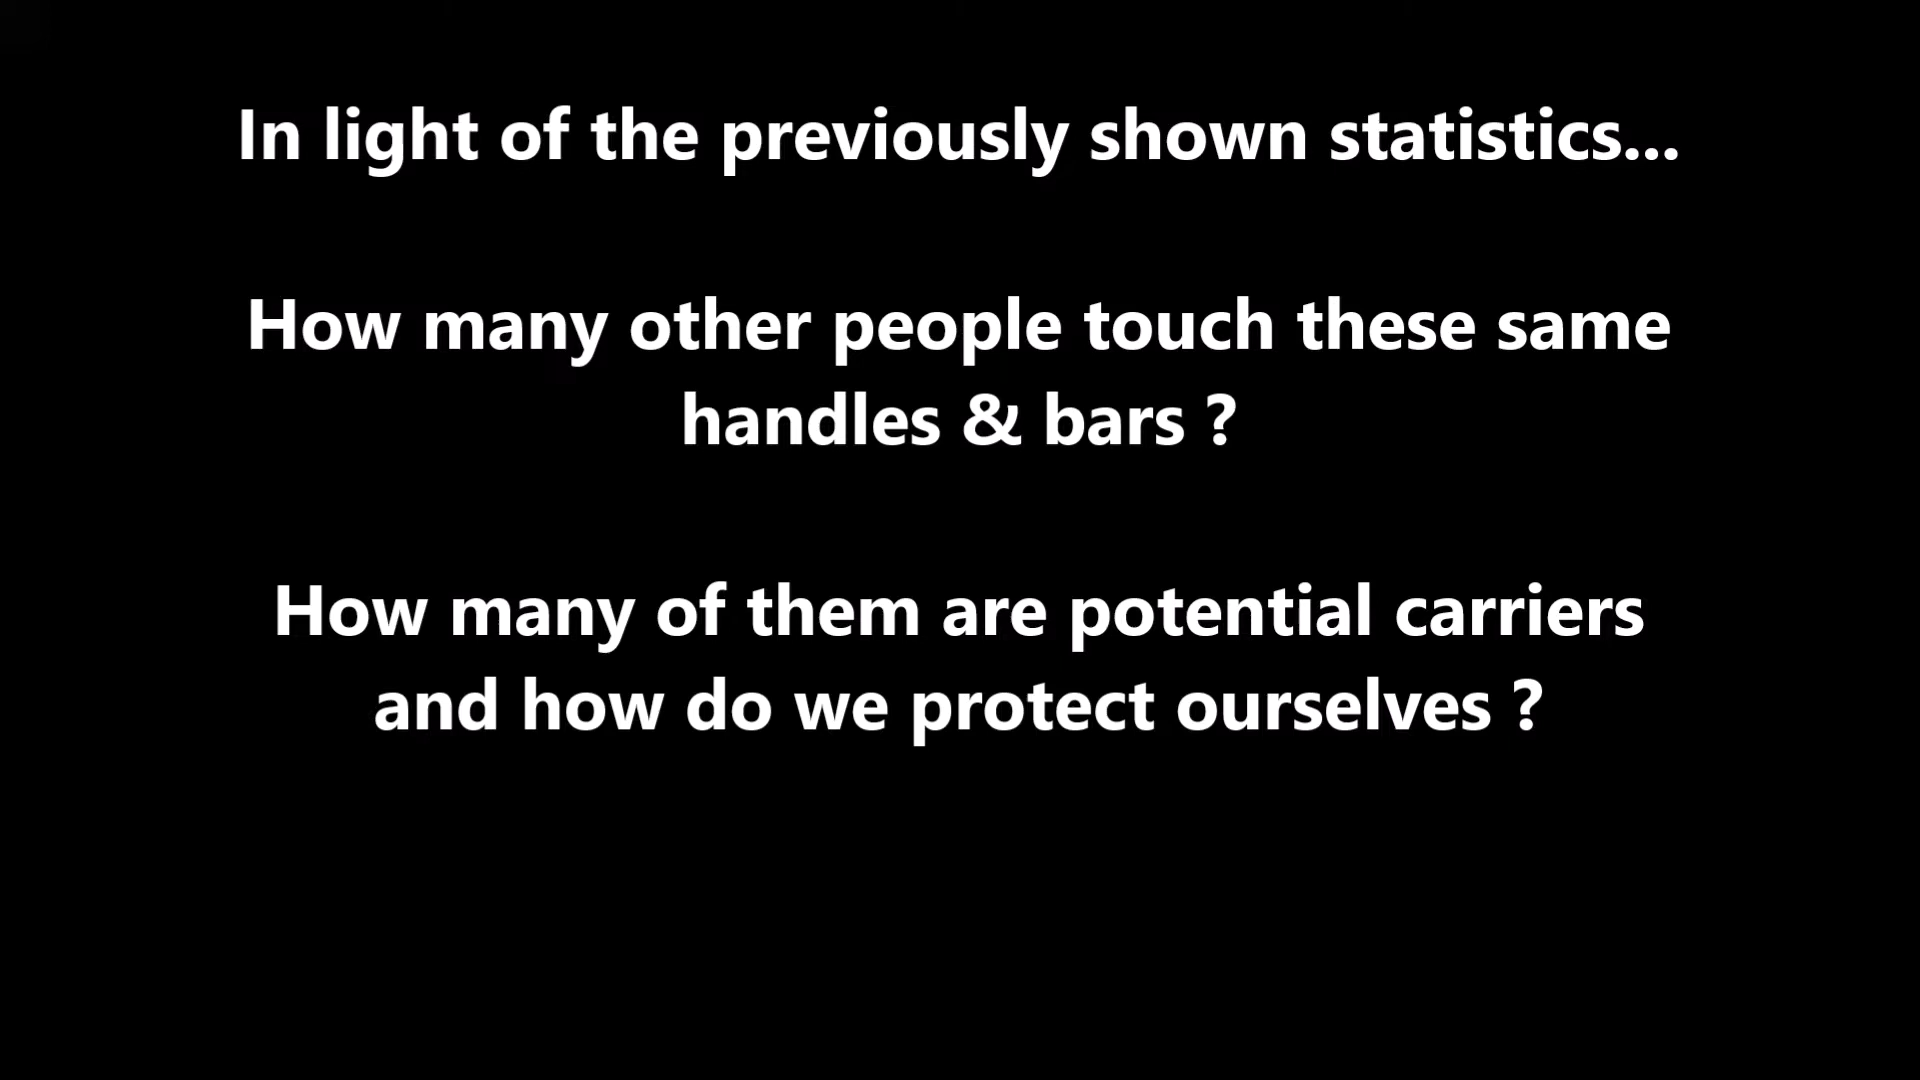 In light of the previously shown statistics...
How many other people touch these same
handles & bars ?
How many of them are potential carriers
and how do we protect ourselves ?